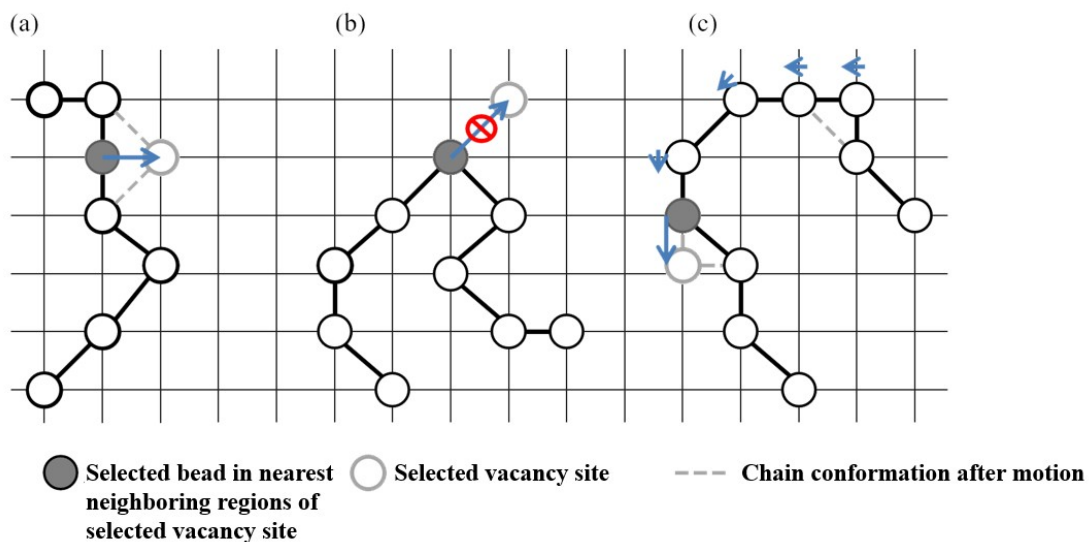 (a) (b) (c)
Selected bead in nearest neighboring regions of selected vacancy site
Selected vacancy site
Chain conformation after motion